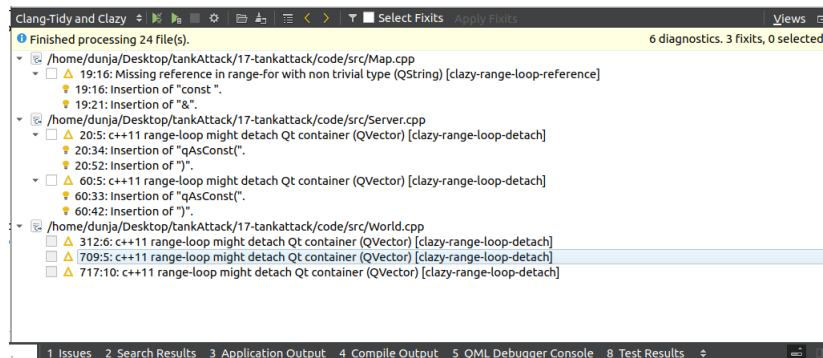 Clang-Tidy and Clazy Select Fixits Apply Fixits Views
Finished processing 24 file(s). 6 diagnostics. 3 fixits, 0 selected
/home/dunja/Desktop/tankAttack/17-tankattack/code/src/Map.cpp
19:16: Missing reference in range-for with non trivial type (QString) [clazy-range-loop-reference]
19:16: Insertion of "const ".
19:21: Insertion of "&".
/home/dunja/Desktop/tankAttack/17-tankattack/code/src/Server.cpp
20:5: c++11 range-loop might detach Qt container (QVector) [clazy-range-loop-detach]
20:34: Insertion of "qAsConst(".
20:52: Insertion of ")".
60:5: c++11 range-loop might detach Qt container (QVector) [clazy-range-loop-detach]
60:33: Insertion of "qAsConst(".
60:42: Insertion of ")".
/home/dunja/Desktop/tankAttack/17-tankattack/code/src/World.cpp
312:6: c++11 range-loop might detach Qt container (QVector) [clazy-range-loop-detach]
709:5: c++11 range-loop might detach Qt container (QVector) [clazy-range-loop-detach]
717:10: c++11 range-loop might detach Qt container (QVector) [clazy-range-loop-detach]
1 Issues 2 Search Results 3 Application Output 4 Compile Output 5 QML Debugger Console 8 Test Results